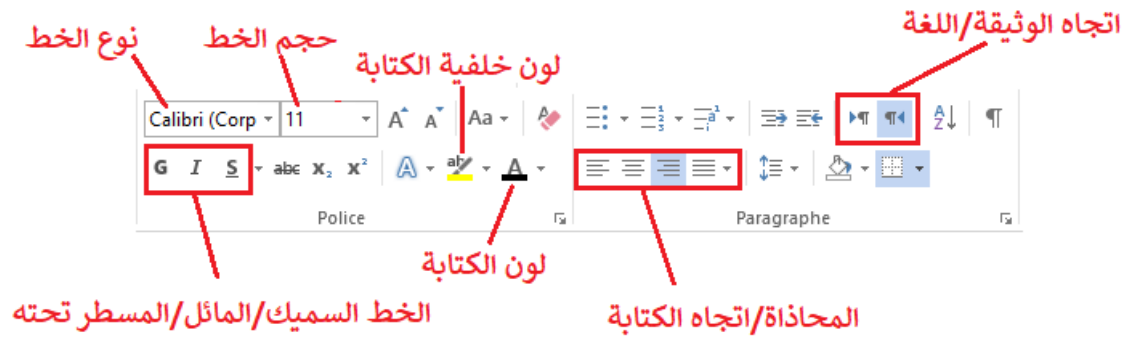 اتجاه الوثيقة/اللغة
حجم الخط
نوع الخط
لون خلفية الكتابة
Calibri (Corp 11 A A Aa A Z
G I S abc X₂ X² A ab A
Police Paragraphe
لون الكتابة
الخط السميك/المائل/المسطر تحته
المحاذاة/اتجاه الكتابة